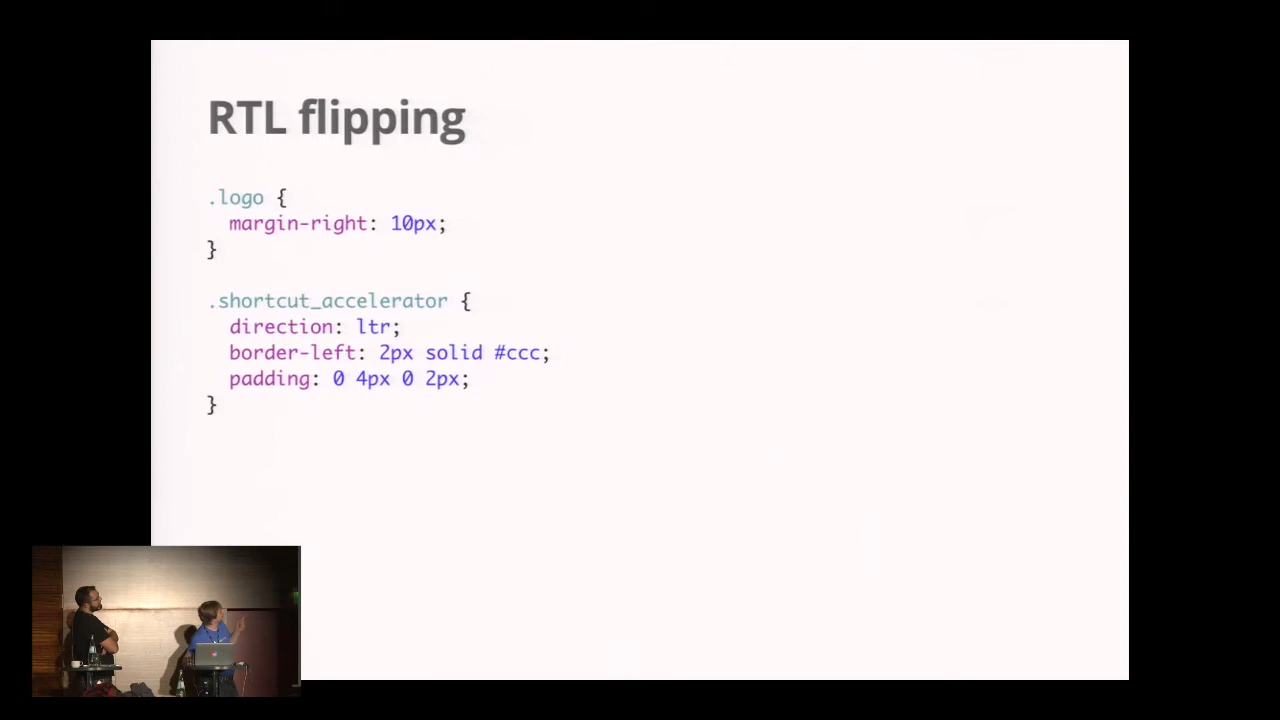 RTL flipping
.logo {
  margin-right: 10px;
}
.shortcut_accelerator {
  direction: ltr;
  border-left: 2px solid #ccc;
  padding: 0 4px 0 2px;
}